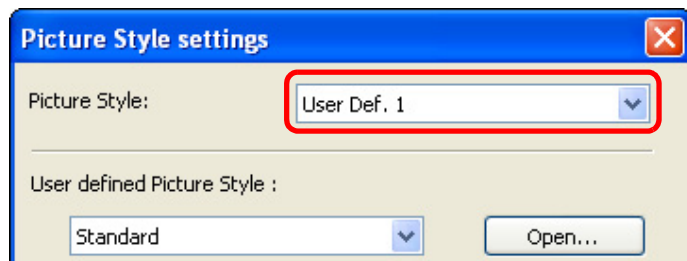 Picture Style settings
Picture Style:
User Def. 1
User defined Picture Style :
Standard
Open...